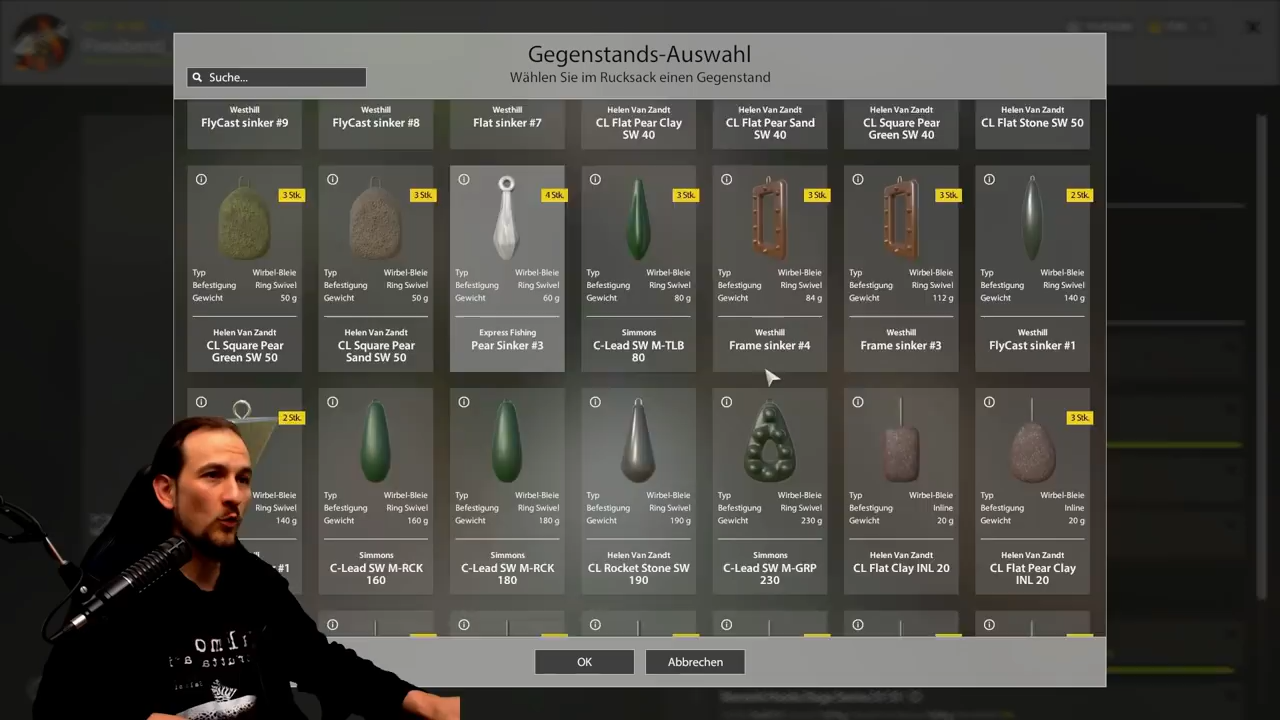 Gegenstands-Auswahl
Wählen Sie im Rucksack einen Gegenstand
Suche...
Westhill
FlyCast sinker #9
Westhill
FlyCast sinker #8
Westhill
Flat sinker #7
Helen Van Zandt
CL Flat Pear Clay
SW 40
Helen Van Zandt
CL Flat Pear Sand
SW 40
Helen Van Zandt
CL Square Pear
Green SW 40
Helen Van Zandt
CL Flat Stone SW 50
3 Stk.
Typ Wirbel-Bleie
Befestigung Ring Swivel
Gewicht 50 g
Helen Van Zandt
CL Square Pear
Green SW 50
3 Stk.
Typ Wirbel-Bleie
Befestigung Ring Swivel
Gewicht 50 g
Helen Van Zandt
CL Square Pear
Sand SW 50
4 Stk.
Typ Wirbel-Bleie
Befestigung Ring Swivel
Gewicht 60 g
Express Fishing
Pear Sinker #3
3 Stk.
Typ Wirbel-Bleie
Befestigung Ring Swivel
Gewicht 80 g
Simmons
C-Lead SW M-TLB
80
3 Stk.
Typ Wirbel-Bleie
Befestigung Ring Swivel
Gewicht 84 g
Westhill
Frame sinker #4
3 Stk.
Typ Wirbel-Bleie
Befestigung Ring Swivel
Gewicht 112 g
Westhill
Frame sinker #3
2 Stk.
Typ Wirbel-Bleie
Befestigung Ring Swivel
Gewicht 140 g
Westhill
FlyCast sinker #1
2 Stk.
Wirbel-Bleie
Ring Swivel
140 g
#1
Typ Wirbel-Bleie
Befestigung Ring Swivel
Gewicht 160 g
Simmons
C-Lead SW M-RCK
160
Typ Wirbel-Bleie
Befestigung Ring Swivel
Gewicht 180 g
Simmons
C-Lead SW M-RCK
180
Typ Wirbel-Bleie
Befestigung Ring Swivel
Gewicht 190 g
Helen Van Zandt
CL Rocket Stone SW
190
Typ Wirbel-Bleie
Befestigung Ring Swivel
Gewicht 230 g
Simmons
C-Lead SW M-GRP
230
Typ Wirbel-Bleie
Befestigung Inline
Gewicht 20 g
Helen Van Zandt
CL Flat Clay INL 20
3 Stk.
Typ Wirbel-Bleie
Befestigung Inline
Gewicht 20 g
Helen Van Zandt
CL Flat Pear Clay
INL 20
OK
Abbrechen